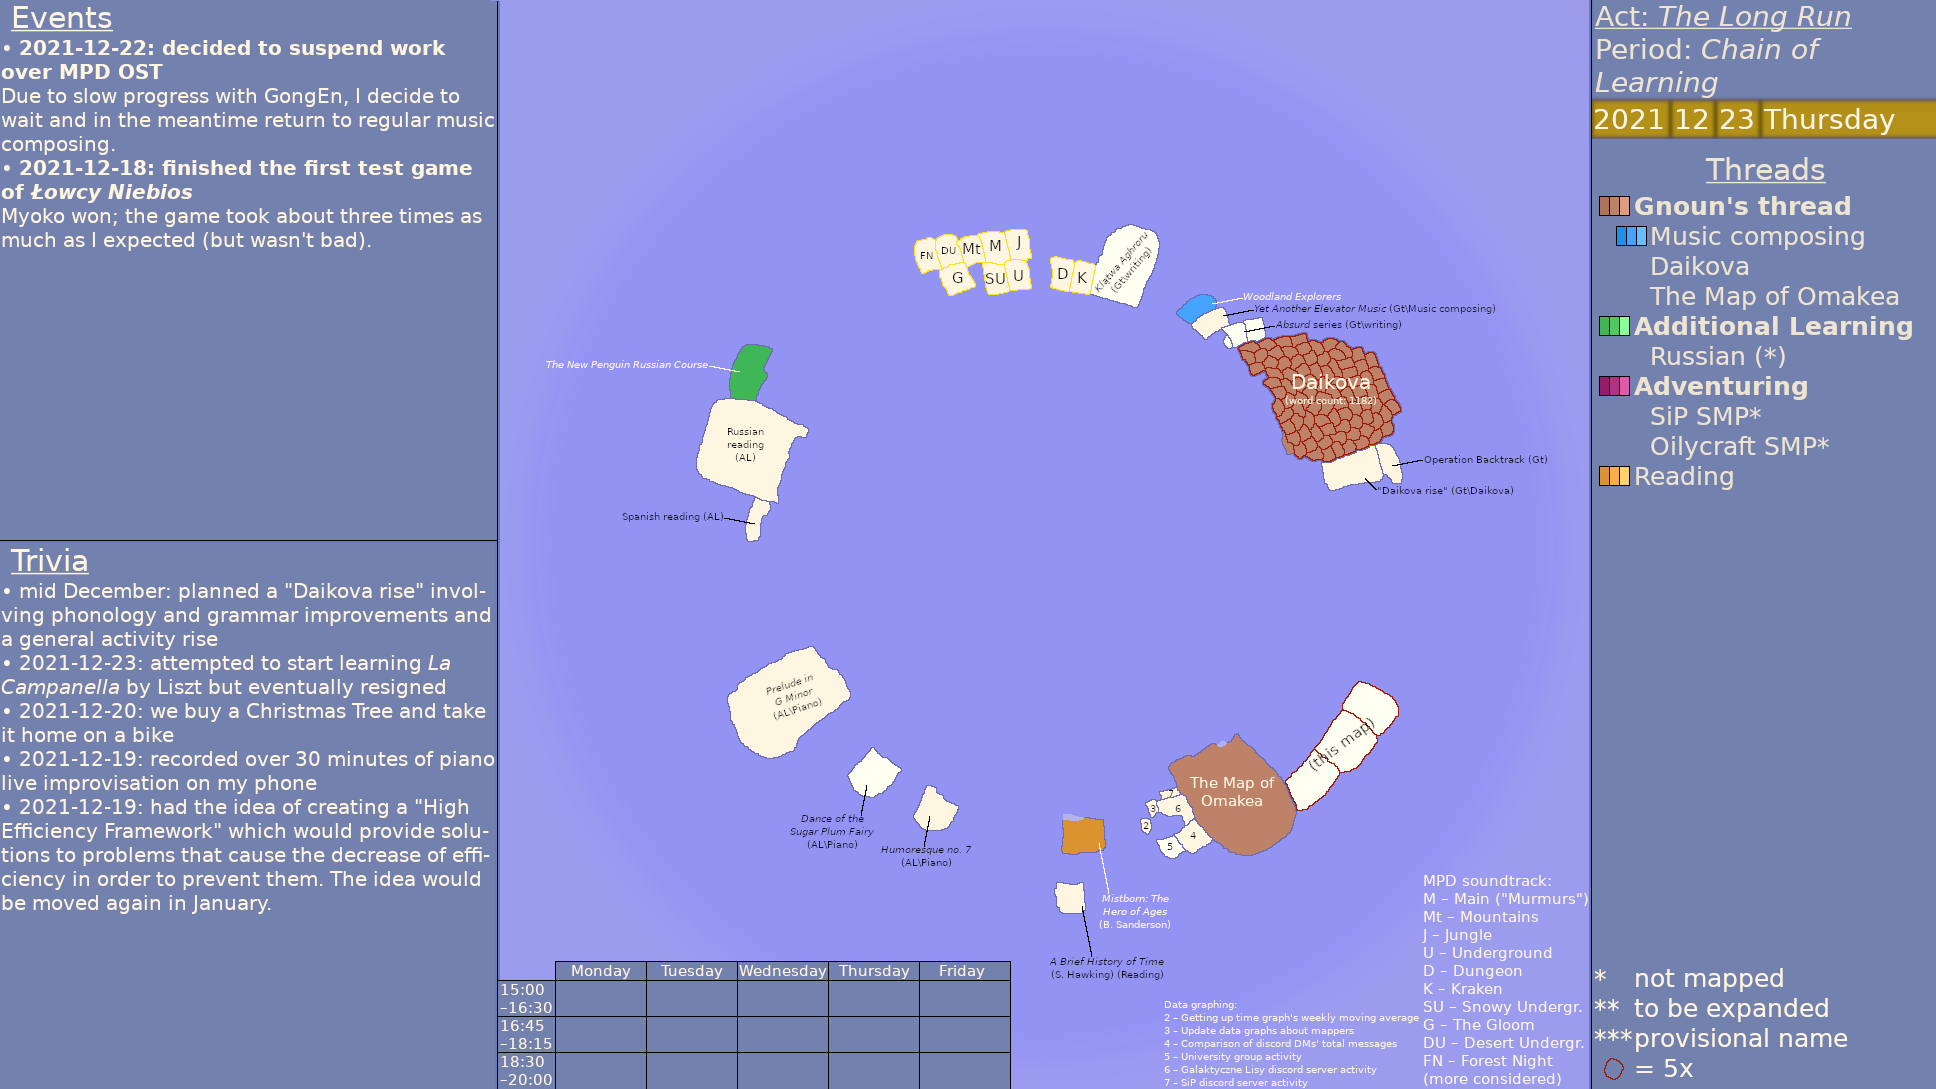 Events
• 2021-12-22: decided to suspend work
over MPD OST
Due to slow progress with GongEn, I decide to
wait and in the meantime return to regular music
composing.
• 2021-12-18: finished the first test game
of Łowcy Niebios
Myoko won; the game took about three times as
much as I expected (but wasn't bad).
Trivia
• mid December: planned a "Daikova rise" invol-
ving phonology and grammar improvements and
a general activity rise
• 2021-12-23: attempted to start learning La
Campanella by Liszt but eventually resigned
• 2021-12-20: we buy a Christmas Tree and take
it home on a bike
• 2021-12-19: recorded over 30 minutes of piano
live improvisation on my phone
• 2021-12-19: had the idea of creating a "High
Efficiency Framework" which would provide solu-
tions to problems that cause the decrease of effi-
ciency in order to prevent them. The idea would
be moved again in January.
FN
DU
Mt
M
J
G
SU
U
D
K
Klątwa Aghroru
(Gt\writing)
Woodland Explorers
Yet Another Elevator Music (Gt\Music composing)
Absurd series (Gt\writing)
Daikova
(word count: 1182)
Operation Backtrack (Gt)
"Daikova rise" (Gt\Daikova)
The New Penguin Russian Course
Russian
reading
(AL)
Spanish reading (AL)
Prelude in
G Minor
(AL\Piano)
Dance of the
Sugar Plum Fairy
(AL\Piano)
Humoresque no. 7
(AL\Piano)
(this map)
The Map of
Omakea
7
3
6
2
4
5
Mistborn: The
Hero of Ages
(B. Sanderson)
A Brief History of Time
(S. Hawking) (Reading)
Monday Tuesday Wednesday Thursday Friday
15:00
–16:30
16:45
–18:15
18:30
–20:00
Data graphing:
2 – Getting up time graph's weekly moving average
3 – Update data graphs about mappers
4 – Comparison of discord DMs' total messages
5 – University group activity
6 – Galaktyczne Lisy discord server activity
7 – SiP discord server activity
MPD soundtrack:
M – Main ("Murmurs")
Mt – Mountains
J – Jungle
U – Underground
D – Dungeon
K – Kraken
SU – Snowy Undergr.
G – The Gloom
DU – Desert Undergr.
FN – Forest Night
(more considered)
Act: The Long Run
Period: Chain of
Learning
2021 12 23 Thursday
Threads
Gnoun's thread
Music composing
Daikova
The Map of Omakea
Additional Learning
Russian (*)
Adventuring
SiP SMP*
Oilycraft SMP*
Reading
* not mapped
** to be expanded
*** provisional name
= 5x